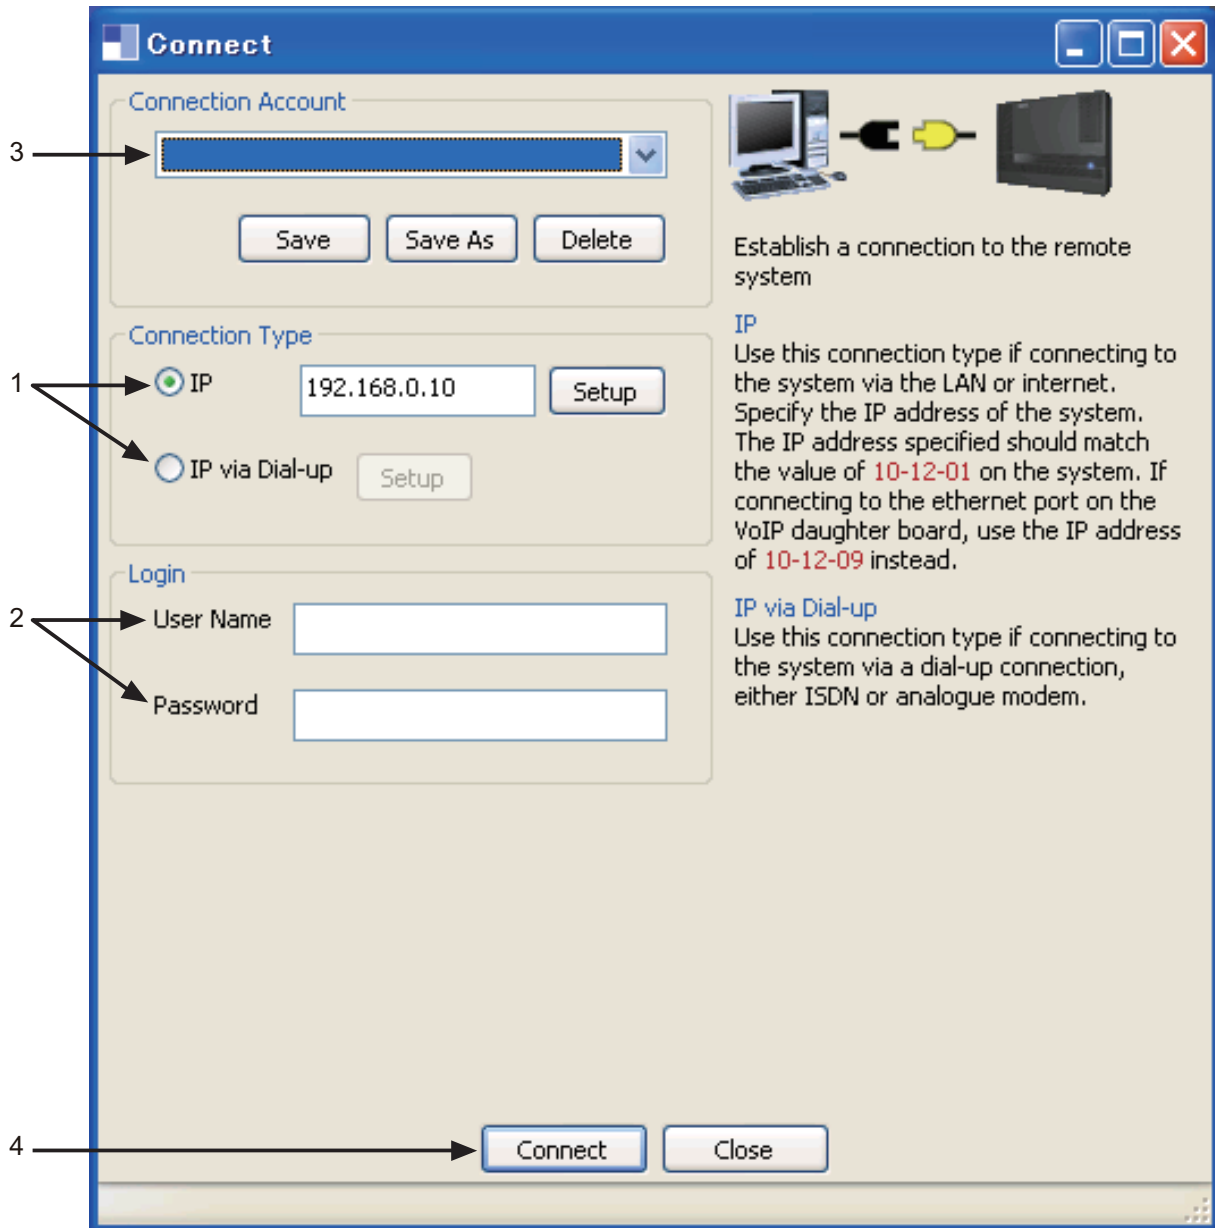 Connect
Connection Account
3
Save
Save As
Delete
Connection Type
1
IP
192.168.0.10
Setup
IP via Dial-up
Setup
Login
2
User Name
Password
Establish a connection to the remote
system
IP
Use this connection type if connecting to
the system via the LAN or internet.
Specify the IP address of the system.
The IP address specified should match
the value of 10-12-01 on the system. If
connecting to the ethernet port on the
VoIP daughter board, use the IP address
of 10-12-09 instead.
IP via Dial-up
Use this connection type if connecting to
the system via a dial-up connection,
either ISDN or analogue modem.
4
Connect
Close